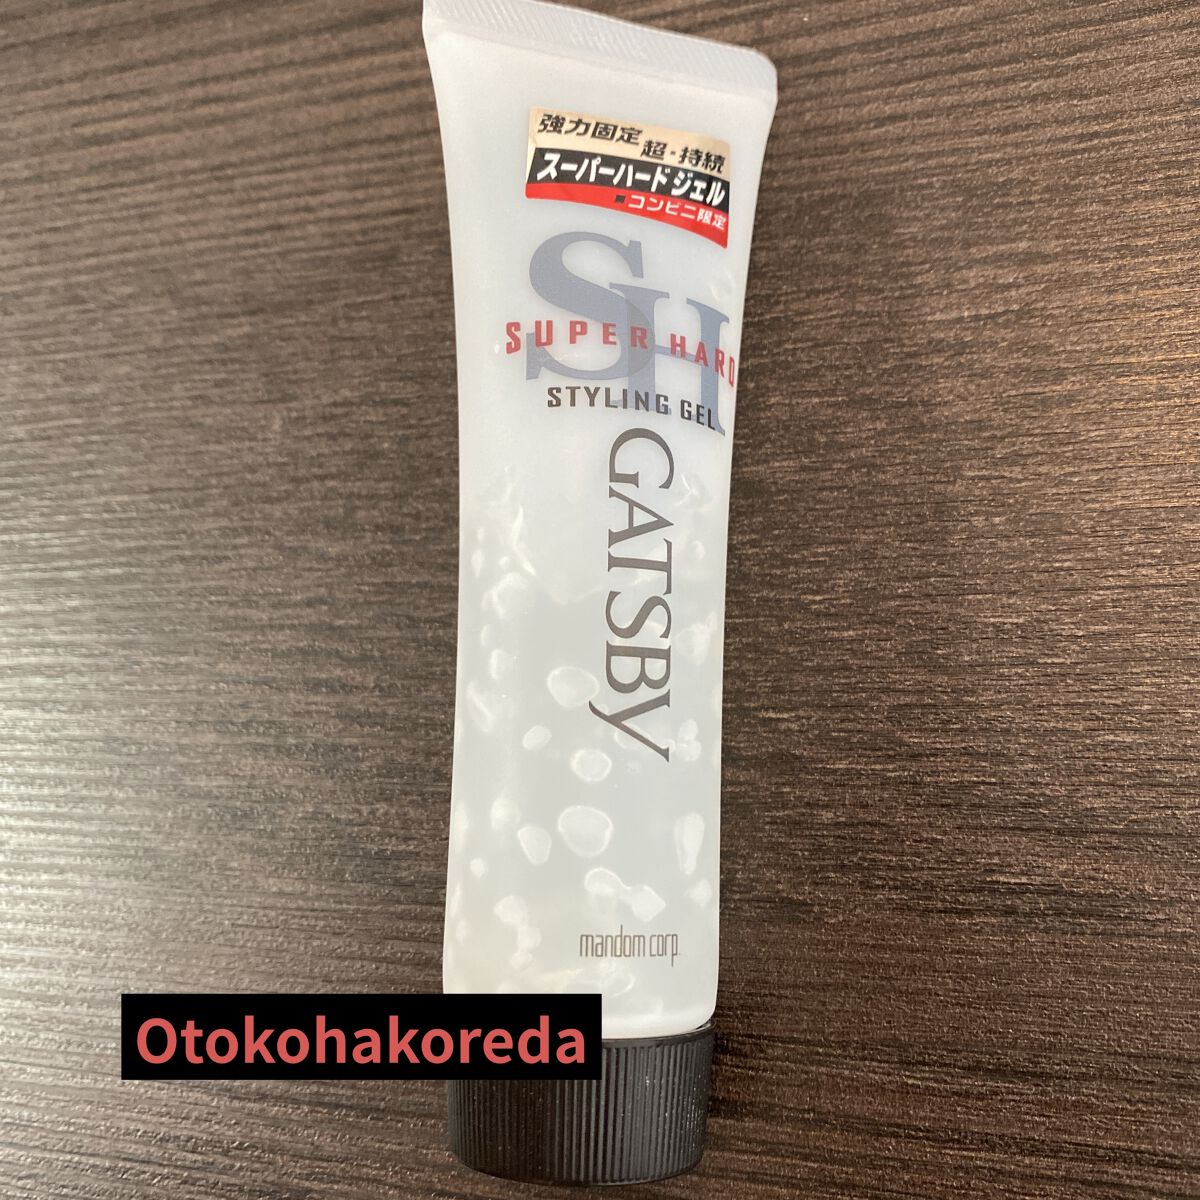 強力固定
超・持続
スーパーハードジェル
■コンビニ限定
SH
SUPER HARD
STYLING GEL
GATSBY
mandom corp.
Otokohakoreda